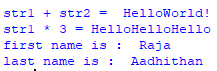 str1 + str2 =  HelloWorld!
str1 * 3 = HelloHelloHello
first name is :  Raja
last name is :  Aadhithan